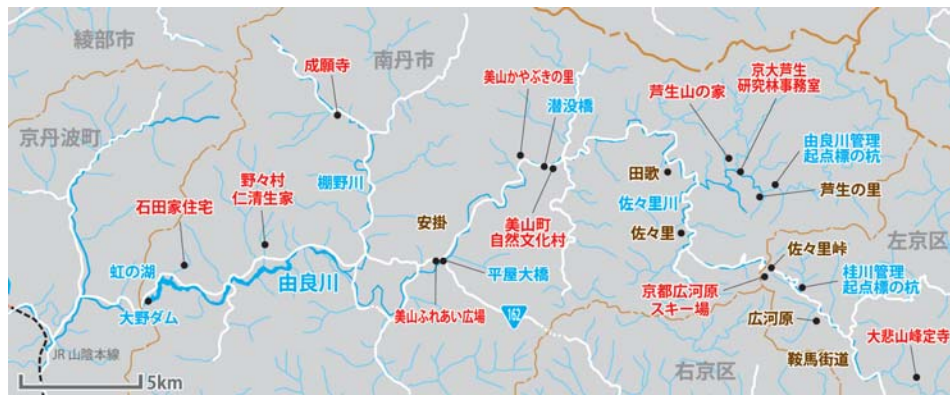 綾部市
南丹市
成願寺
美山かやぶきの里
潜没橋
芦生山の家
京大芦生
研究林事務室
由良川管理
起点標の杭
京丹波町
棚野川
田歌
芦生の里
石田家住宅
野々村
仁清生家
安掛
美山町
自然文化村
佐々里川
佐々里
左京区
佐々里峠
虹の湖
由良川
平屋大橋
京都広河原
スキー場
桂川管理
起点標の杭
大野ダム
美山ふれあい広場
162
広河原
大悲山峰定寺
JR山陰本線
鞍馬街道
右京区
5km